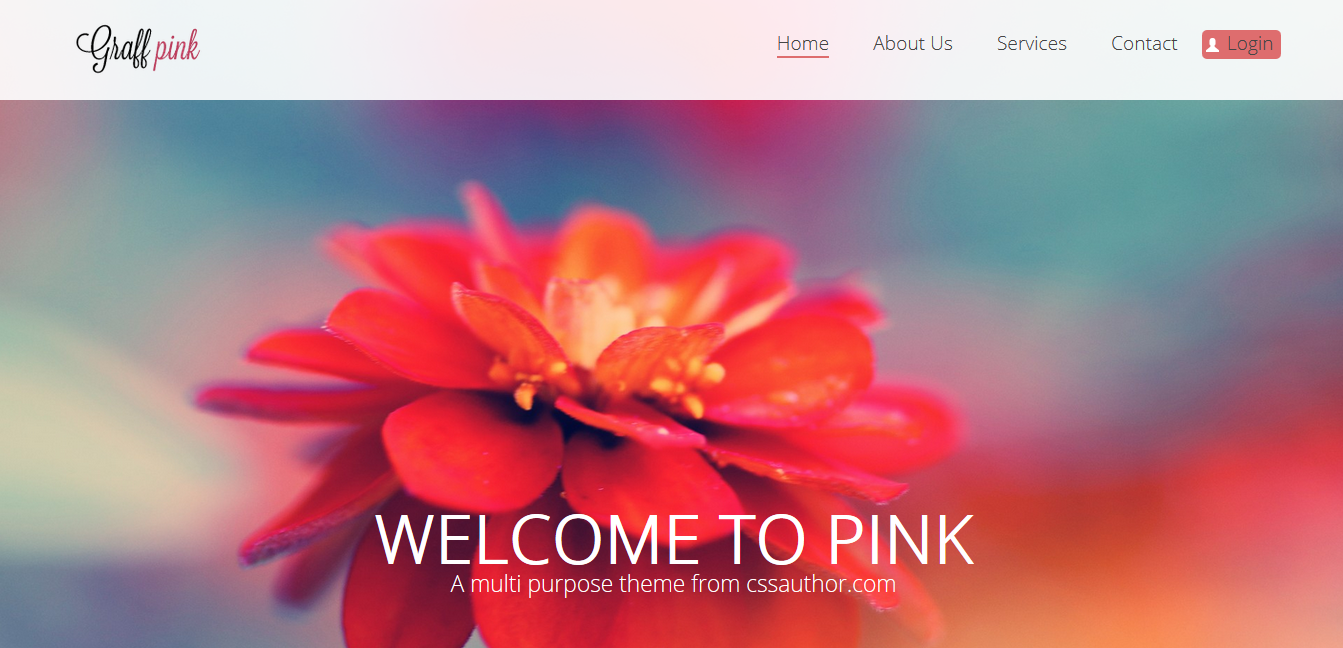 Graff pink
Home About Us Services Contact Login
WELCOME TO PINK
A multi purpose theme from cssauthor.com